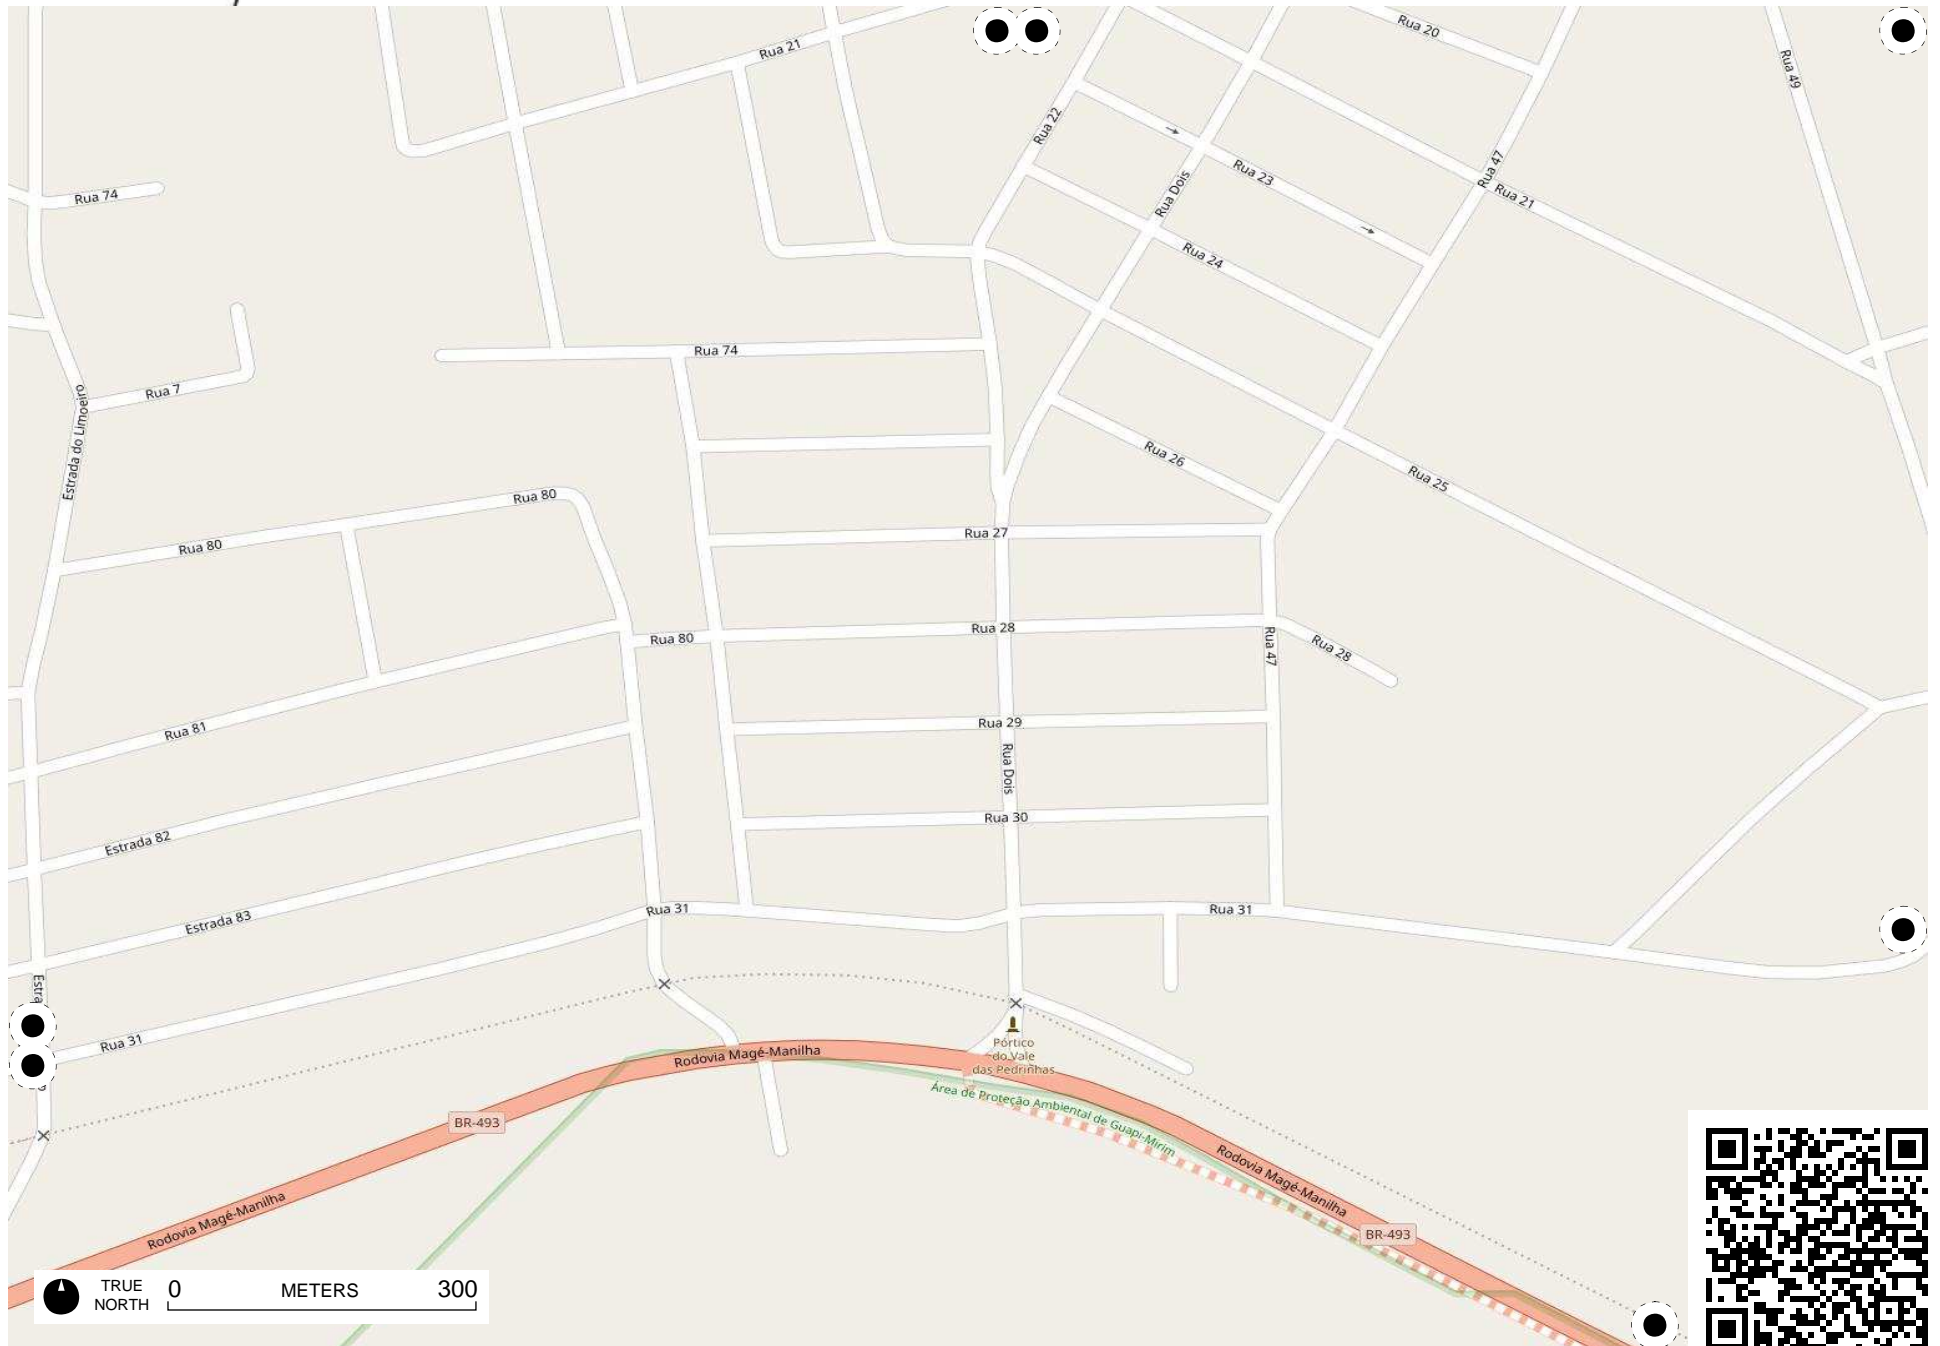 Rua 20
Rua 21
Rua 49
Rua 22
Rua 47
Rua 23
Rua Dois
Rua 74
Rua 21
Rua 24
Rua 74
Rua 7
Estrada do Limoeiro
Rua 26
Rua 25
Rua 80
Rua 27
Rua 80
Rua 28
Rua 80
Rua 47
Rua 28
Rua 81
Rua 29
Rua Dois
Rua 30
Estrada 82
Rua 31
Rua 31
Estrada 83
Estra
Rua 31
Pórtico
do Vale
das Pedrinhas
Rodovia Magé-Manilha
Área de Proteção Ambiental de Guapi-Mirim
BR-493
Rodovia Magé-Manilha
Rodovia Magé-Manilha
BR-493
TRUE
NORTH
0 METERS 300